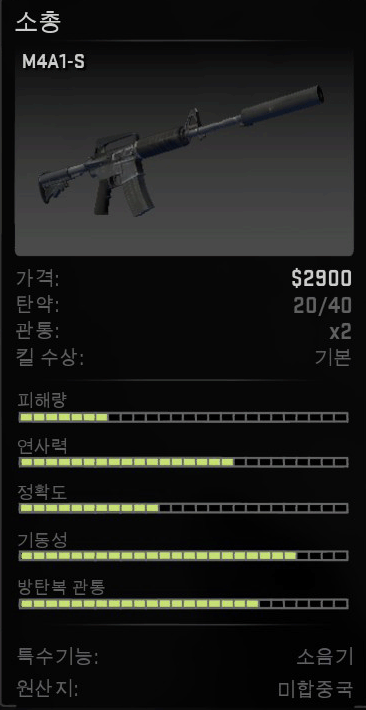 소총
M4A1-S
가격: $2900
탄약: 20/40
관통: x2
킬 수상: 기본
피해량
연사력
정확도
기동성
방탄복 관통
특수기능: 소음기
원산지: 미합중국